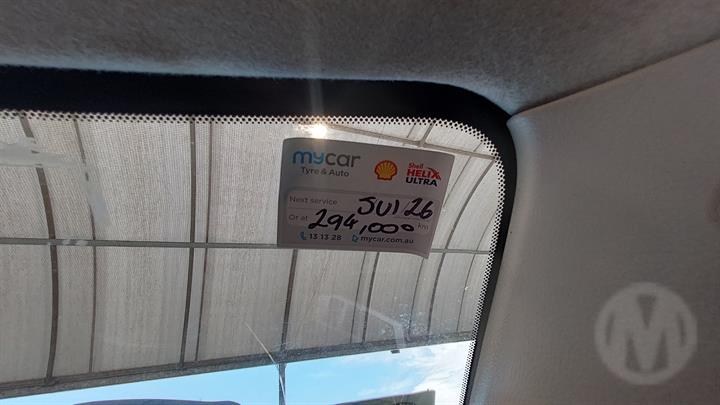 mycar
Tyre & Auto
Shell
HELIX
ULTRA
Next service JUl 26
Or at 294,000 km
13 13 28 mycar.com.au
M